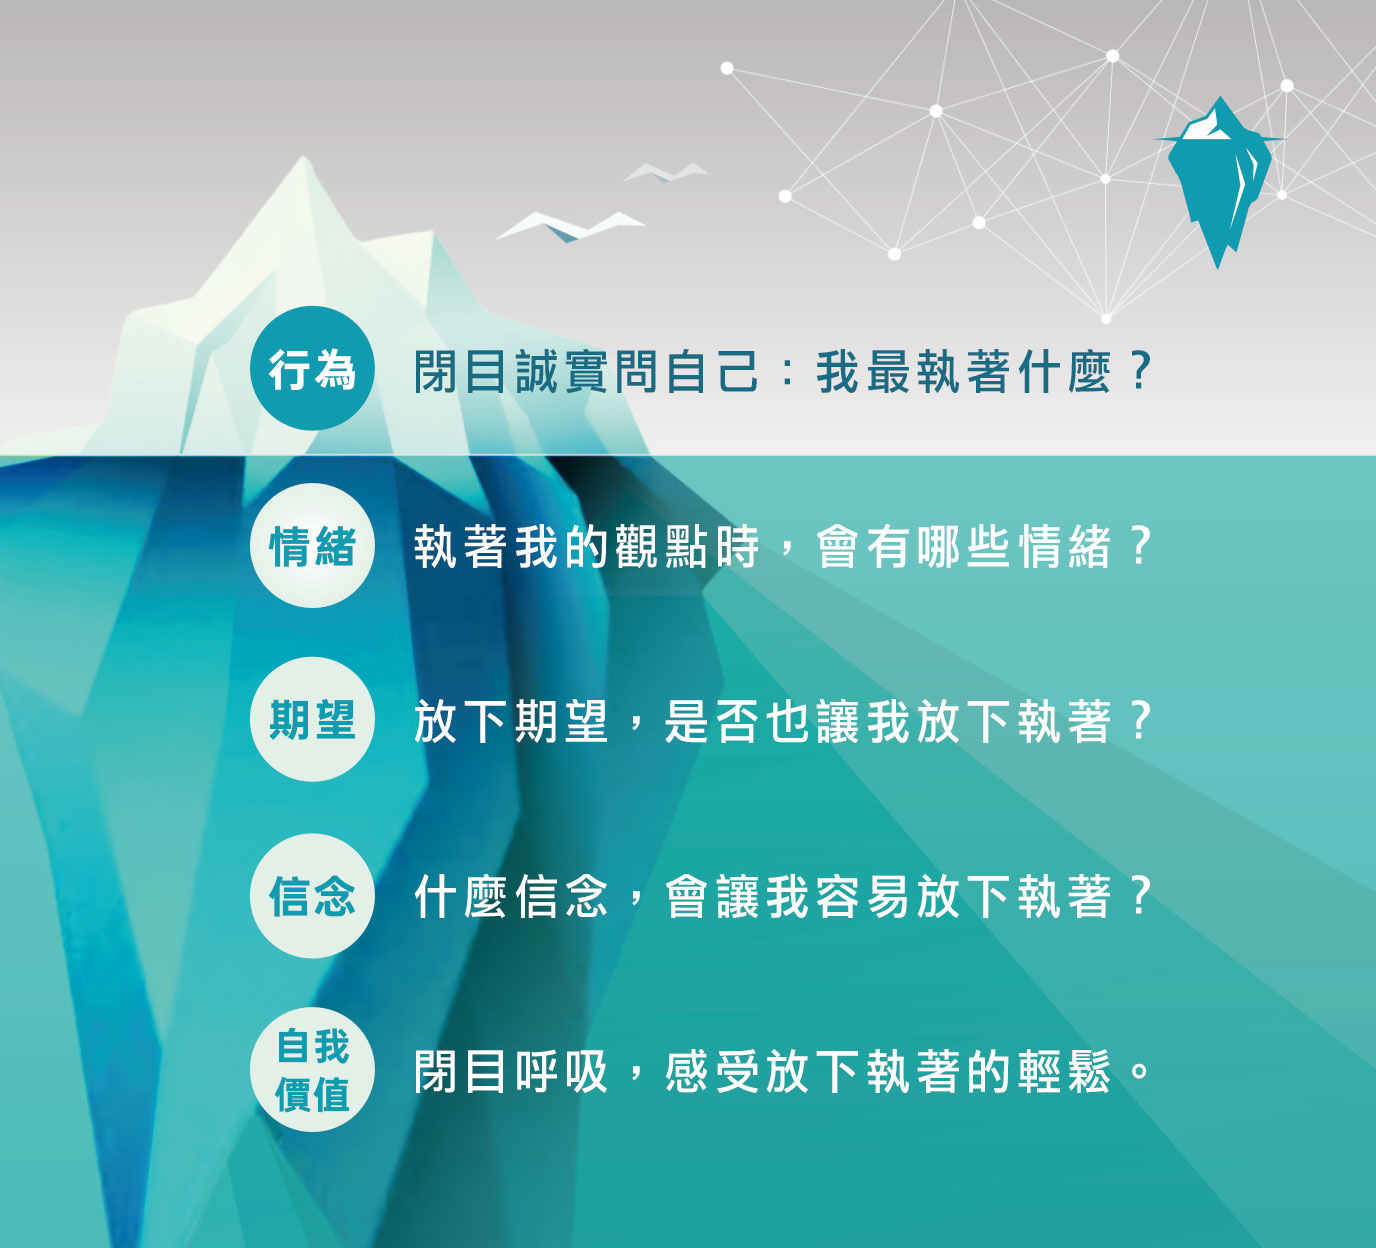 行為 閉目誠實問自己：我最執著什麼？
情緒 執著我的觀點時，會有哪些情緒？
期望 放下期望，是否也讓我放下執著？
信念 什麼信念，會讓我容易放下執著？
自我
價值
閉目呼吸，感受放下執著的輕鬆。